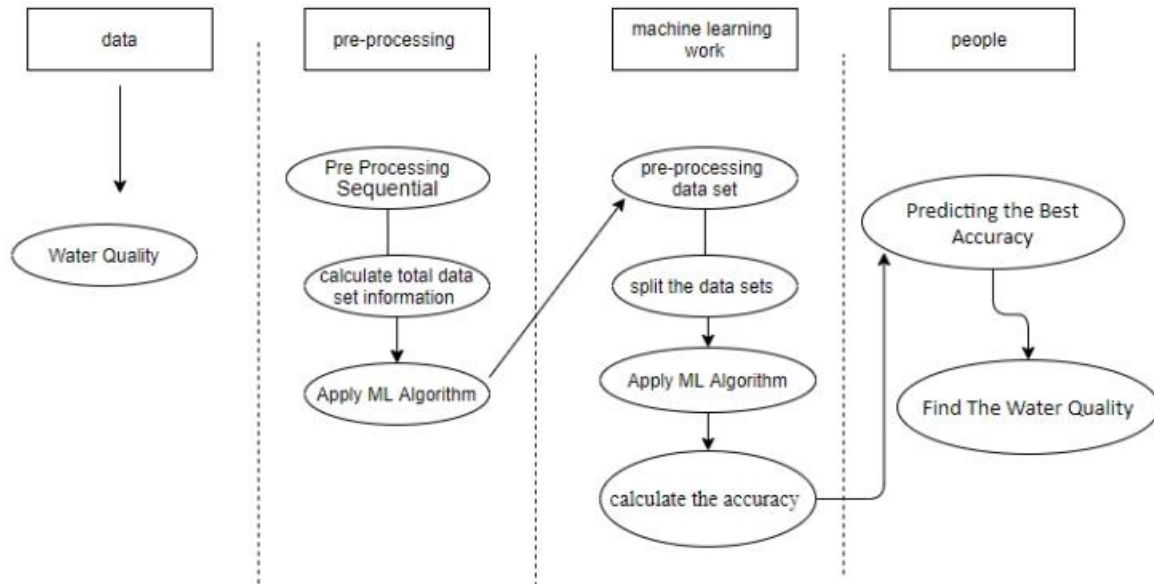 data
pre-processing
machine learning
work
people
Water Quality
Pre Processing
Sequential
calculate total data
set information
Apply ML Algorithm
pre-processing
data set
split the data sets
Apply ML Algorithm
calculate the accuracy
Predicting the Best
Accuracy
Find The Water Quality